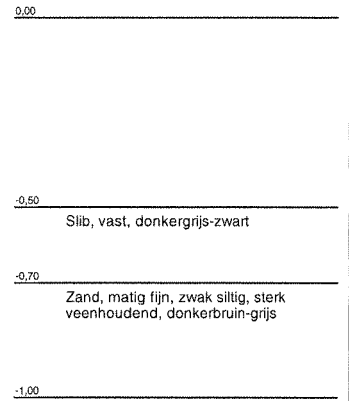 0,00
-0,50
Slib, vast, donkergrijs-zwart
-0,70
Zand, matig fijn, zwak siltig, sterk
veenhoudend, donkerbruin-grijs
-1,00